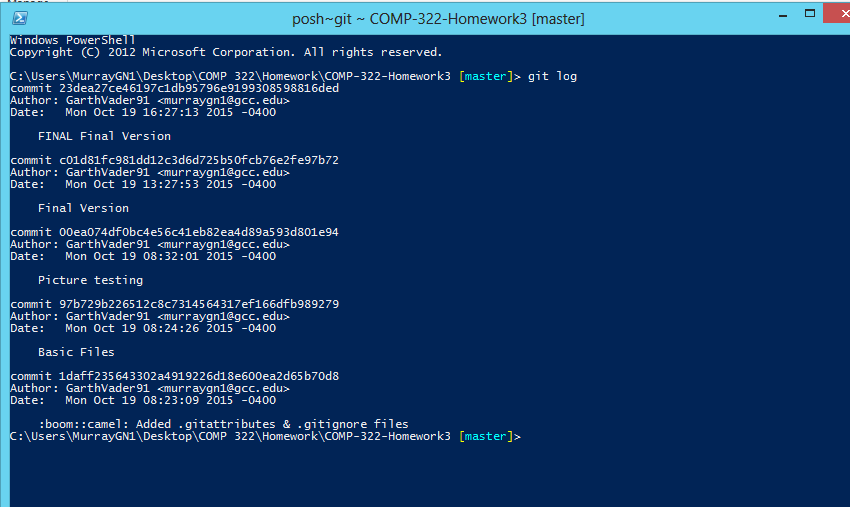 posh~git ~ COMP-322-Homework3 [master]
Windows PowerShell
Copyright (C) 2012 Microsoft Corporation. All rights reserved.
C:\Users\MurrayGN1\Desktop\COMP 322\Homework\COMP-322-Homework3 [master]> git log
commit 23dea27ce46197c1db95796e9199308598816ded
Author: GarthVader91 <murraygn1@gcc.edu>
Date:   Mon Oct 19 16:27:13 2015 -0400
FINAL Final Version
commit c01d81fc981dd12c3d6d725b50fcb76e2fe97b72
Author: GarthVader91 <murraygn1@gcc.edu>
Date:   Mon Oct 19 13:27:53 2015 -0400
Final Version
commit 00ea074df0bc4e56c41eb82ea4d89a593d801e94
Author: GarthVader91 <murraygn1@gcc.edu>
Date:   Mon Oct 19 08:32:01 2015 -0400
Picture testing
commit 97b729b226512c8c7314564317ef166dfb989279
Author: GarthVader91 <murraygn1@gcc.edu>
Date:   Mon Oct 19 08:24:26 2015 -0400
Basic Files
commit 1daff235643302a4919226d18e600ea2d65b70d8
Author: GarthVader91 <murraygn1@gcc.edu>
Date:   Mon Oct 19 08:23:09 2015 -0400
:boom::camel: Added .gitattributes & .gitignore files
C:\Users\MurrayGN1\Desktop\COMP 322\Homework\COMP-322-Homework3 [master]>